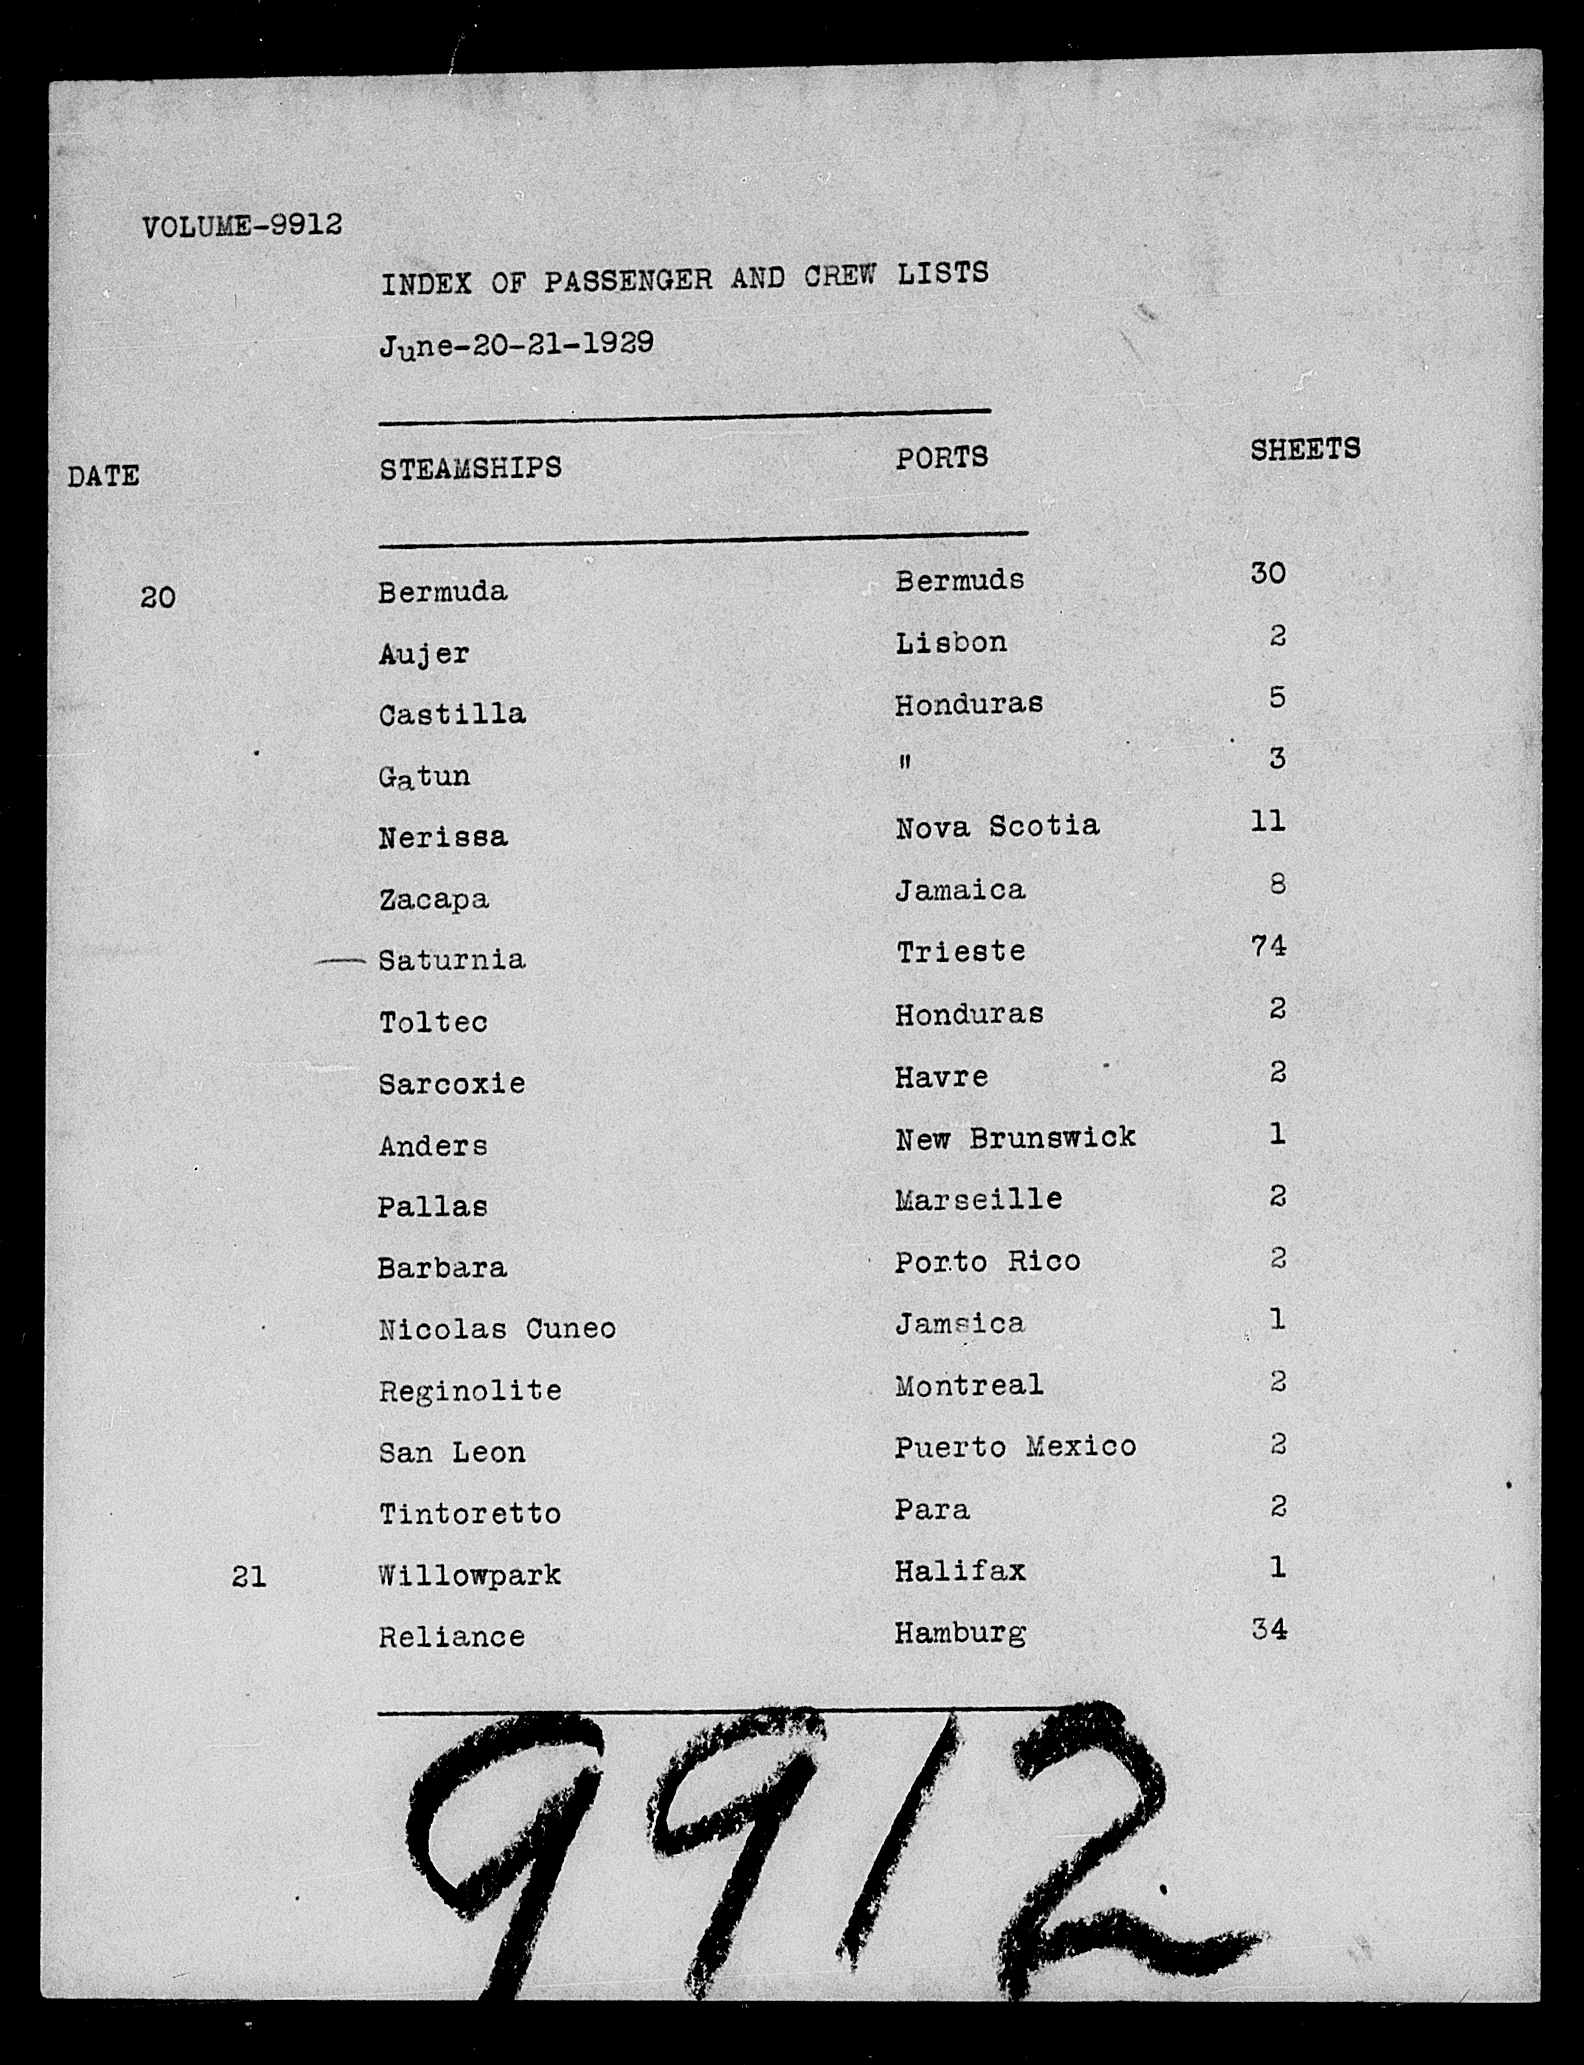 VOLUME-9912
INDEX OF PASSENGER AND CREW LISTS
June-20-21-1929
DATE STEAMSHIPS PORTS SHEETS
20 Bermuda Bermuds 30
Aujer Lisbon 2
Castilla Honduras 5
Gatun " 3
Nerissa Nova Scotia 11
Zacapa Jamaica 8
— Saturnia Trieste 74
Toltec Honduras 2
Sarcoxie Havre 2
Anders New Brunswick 1
Pallas Marseille 2
Barbara Porto Rico 2
Nicolas Cuneo Jamaica 1
Reginolite Montreal 2
San Leon Puerto Mexico 2
Tintoretto Para 2
21 Willowpark Halifax 1
Reliance Hamburg 34
9912